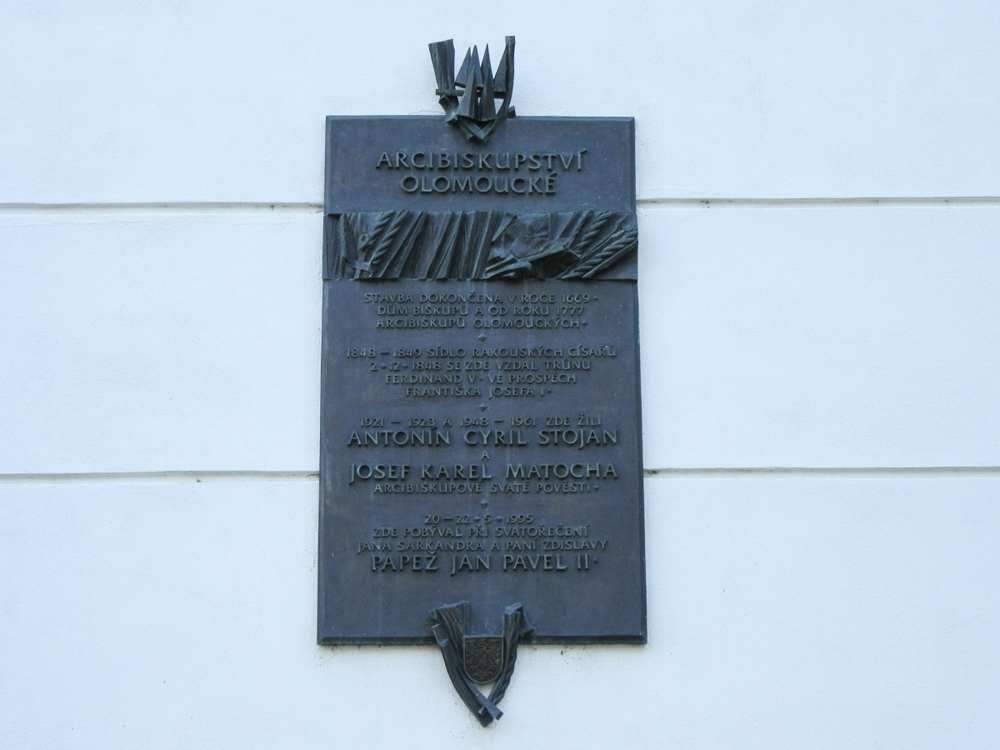 ARCIBISKUPSTVÍ
OLOMOUCKÉ
STAVBA DOKONČENA V ROCE 1669 ·
DŮM BISKUPŮ A OD ROKU 1777
ARCIBISKUPŮ OLOMOUCKÝCH ·
1848 – 1849 SÍDLO RAKOUSKÝCH CÍSAŘŮ
2 · 12 · 1848 SE ZDE VZDAL TRŮNU
FERDINAND V · VE PROSPĚCH
FRANTIŠKA JOSEFA I ·
1921 – 1923 A 1948 – 1961 ZDE ŽILI
ANTONÍN CYRIL STOJAN
A
JOSEF KAREL MATOCHA
ARCIBISKUPOVÉ SVATÉ POVĚSTI ·
20 – 22 · 5 · 1995
ZDE POBÝVAL PŘI SVATOŘEČENÍ
JANA SARKANDRA A PANÍ ZDISLAVY
PAPEŽ JAN PAVEL II ·